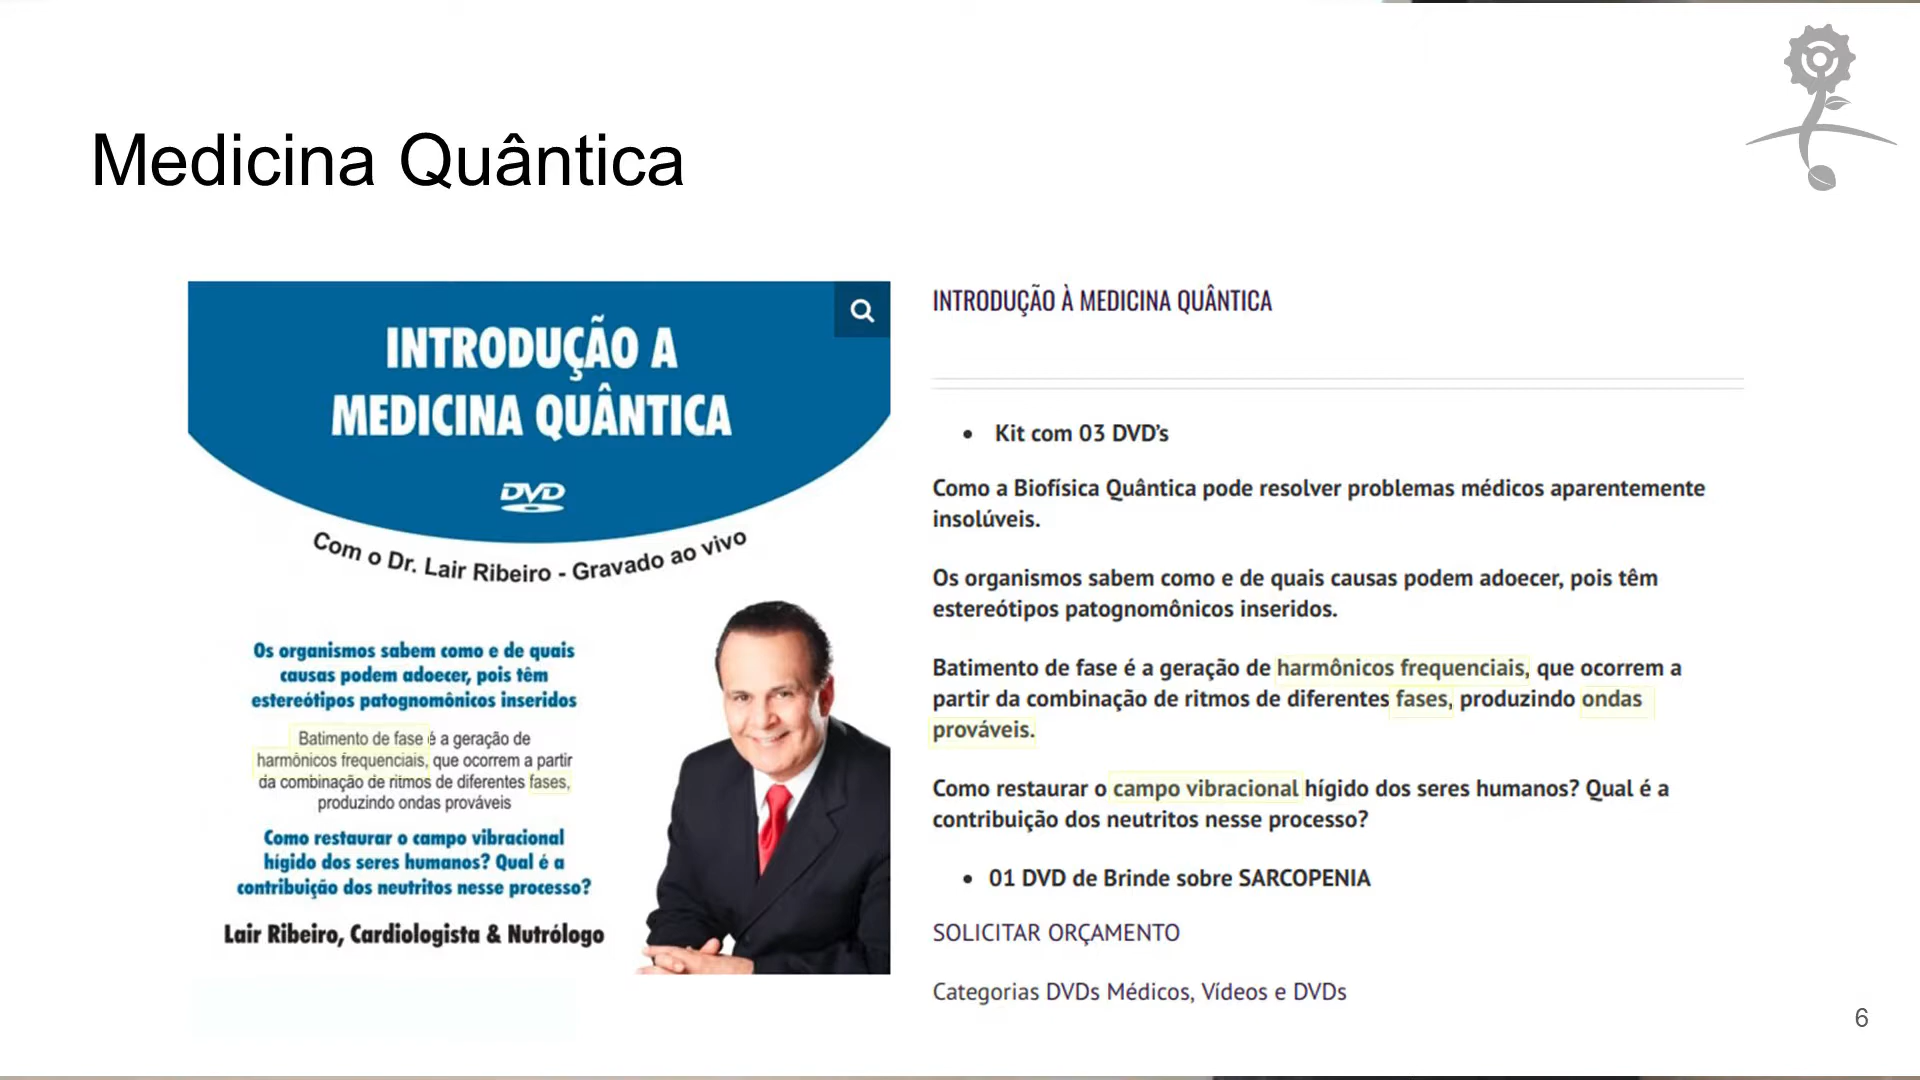 Medicina Quântica
INTRODUÇÃO A
MEDICINA QUÂNTICA
DVD
Com o Dr. Lair Ribeiro - Gravado ao vivo
Os organismos sabem como e de quais
causas podem adoecer, pois têm
estereótipos patognomônicos inseridos
Batimento de fase é a geração de
harmônicos frequenciais, que ocorrem a partir
da combinação de ritmos de diferentes fases,
produzindo ondas prováveis
Como restaurar o campo vibracional
hígido dos seres humanos? Qual é a
contribuição dos neutritos nesse processo?
Lair Ribeiro, Cardiologista & Nutrólogo
INTRODUÇÃO À MEDICINA QUÂNTICA
• Kit com 03 DVD's
Como a Biofísica Quântica pode resolver problemas médicos aparentemente
insolúveis.
Os organismos sabem como e de quais causas podem adoecer, pois têm
estereótipos patognomônicos inseridos.
Batimento de fase é a geração de harmônicos frequenciais, que ocorrem a
partir da combinação de ritmos de diferentes fases, produzindo ondas
prováveis.
Como restaurar o campo vibracional hígido dos seres humanos? Qual é a
contribuição dos neutritos nesse processo?
• 01 DVD de Brinde sobre SARCOPENIA
SOLICITAR ORÇAMENTO
Categorias DVDs Médicos, Vídeos e DVDs
6